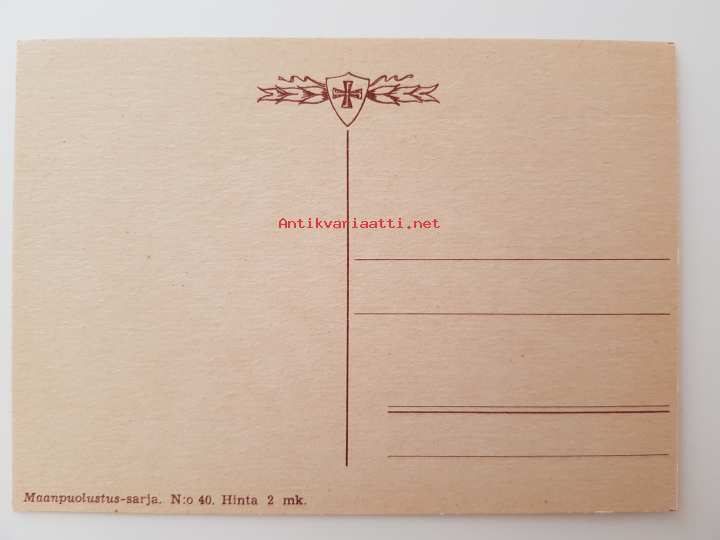 Antikvariaatti.net
Maanpuolustus-sarja. N:o 40. Hinta 2 mk.